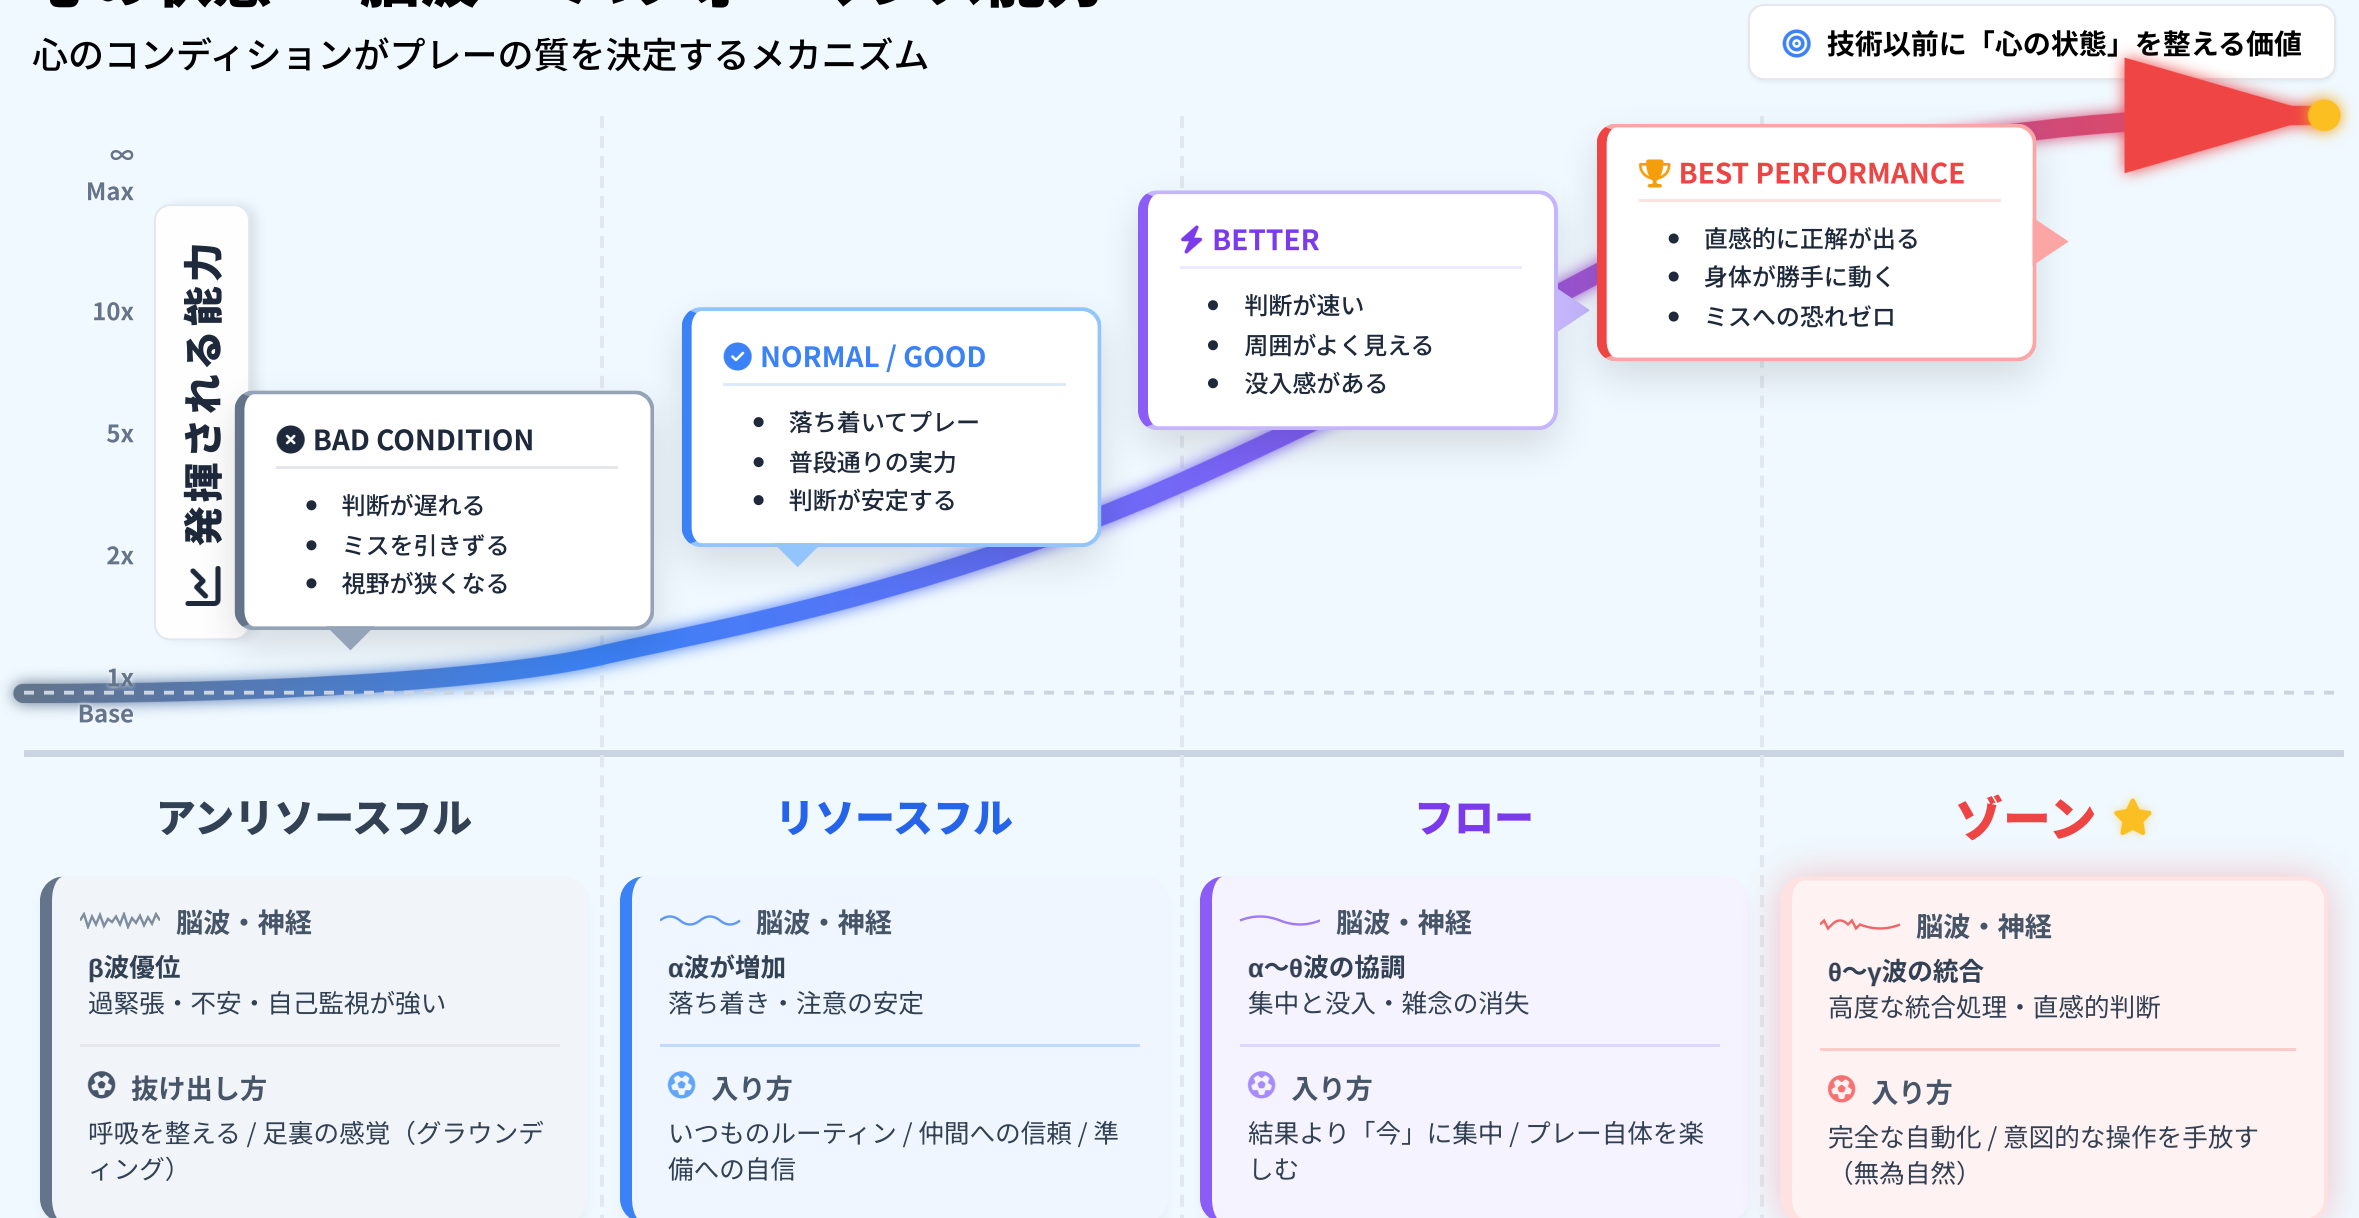 心のコンディションがプレーの質を決定するメカニズム
技術以前に「心の状態」を整える価値
∞
Max
10x
5x
2x
1x
Base
発揮される能力
BAD CONDITION
判断が遅れる
ミスを引きずる
視野が狭くなる
NORMAL / GOOD
落ち着いてプレー
普段通りの実力
判断が安定する
BETTER
判断が速い
周囲がよく見える
没入感がある
BEST PERFORMANCE
直感的に正解が出る
身体が勝手に動く
ミスへの恐れゼロ
アンリソースフル
脳波・神経
β波優位
過緊張・不安・自己監視が強い
抜け出し方
呼吸を整える / 足裏の感覚（グラウンデ
ィング）
リソースフル
脳波・神経
α波が増加
落ち着き・注意の安定
入り方
いつものルーティン / 仲間への信頼 / 準
備への自信
フロー
脳波・神経
α〜θ波の協調
集中と没入・雑念の消失
入り方
結果より「今」に集中 / プレー自体を楽
しむ
ゾーン
脳波・神経
θ〜γ波の統合
高度な統合処理・直感的判断
入り方
完全な自動化 / 意図的な操作を手放す
（無為自然）